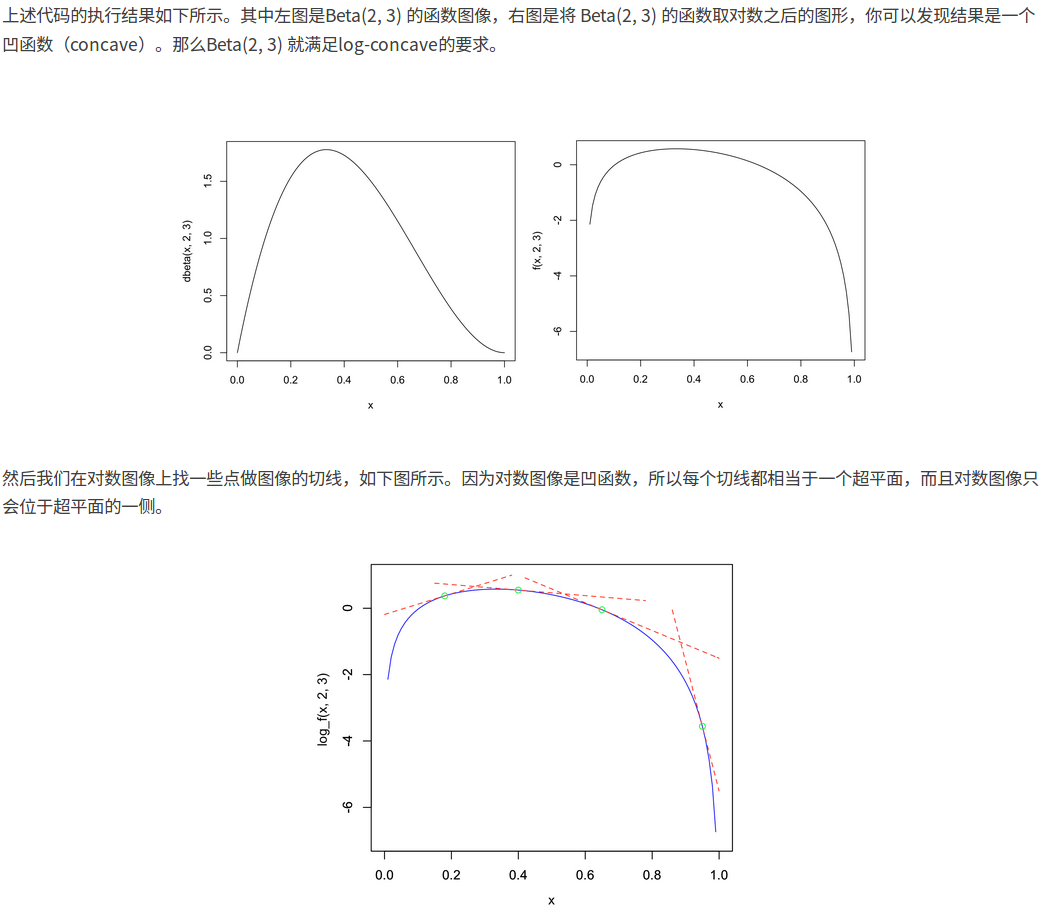 上述代码的执行结果如下所示。其中左图是Beta(2, 3) 的函数图像，右图是将 Beta(2, 3) 的函数取对数之后的图形，你可以发现结果是一个
凹函数（concave）。那么Beta(2, 3) 就满足log-concave的要求。
dbeta(x, 2, 3)
0.0 0.5 1.0 1.5
0.0 0.2 0.4 0.6 0.8 1.0
x
f(x, 2, 3)
-6 -4 -2 0
0.0 0.2 0.4 0.6 0.8 1.0
x
然后我们在对数图像上找一些点做图像的切线，如下图所示。因为对数图像是凹函数，所以每个切线都相当于一个超平面，而且对数图像只
会位于超平面的一侧。
log_f(x, 2, 3)
-6 -4 -2 0
0.0 0.2 0.4 0.6 0.8 1.0
x